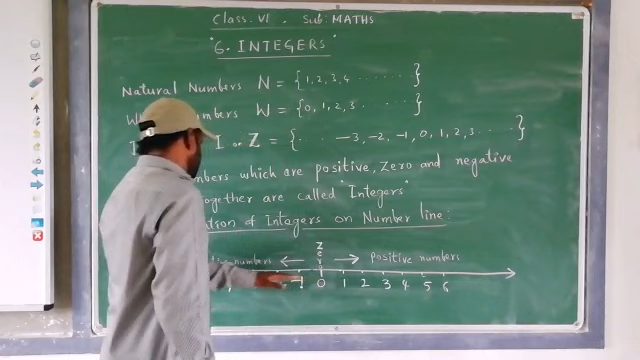 Class. VI . Sub: MATHS
"6. INTEGERS"
Natural Numbers N = {1, 2, 3, 4 . . . . . . }
W Numbers W = {0, 1, 2, 3 . . . . . }
I or Z = { . . . -3, -2, -1, 0, 1, 2, 3 . . . . . }
which are positive, Zero and negative
together are called "Integers"
of Integers on Number line:
Zero
numbers ← → positive numbers
-1 0 1 2 3 4 5 6